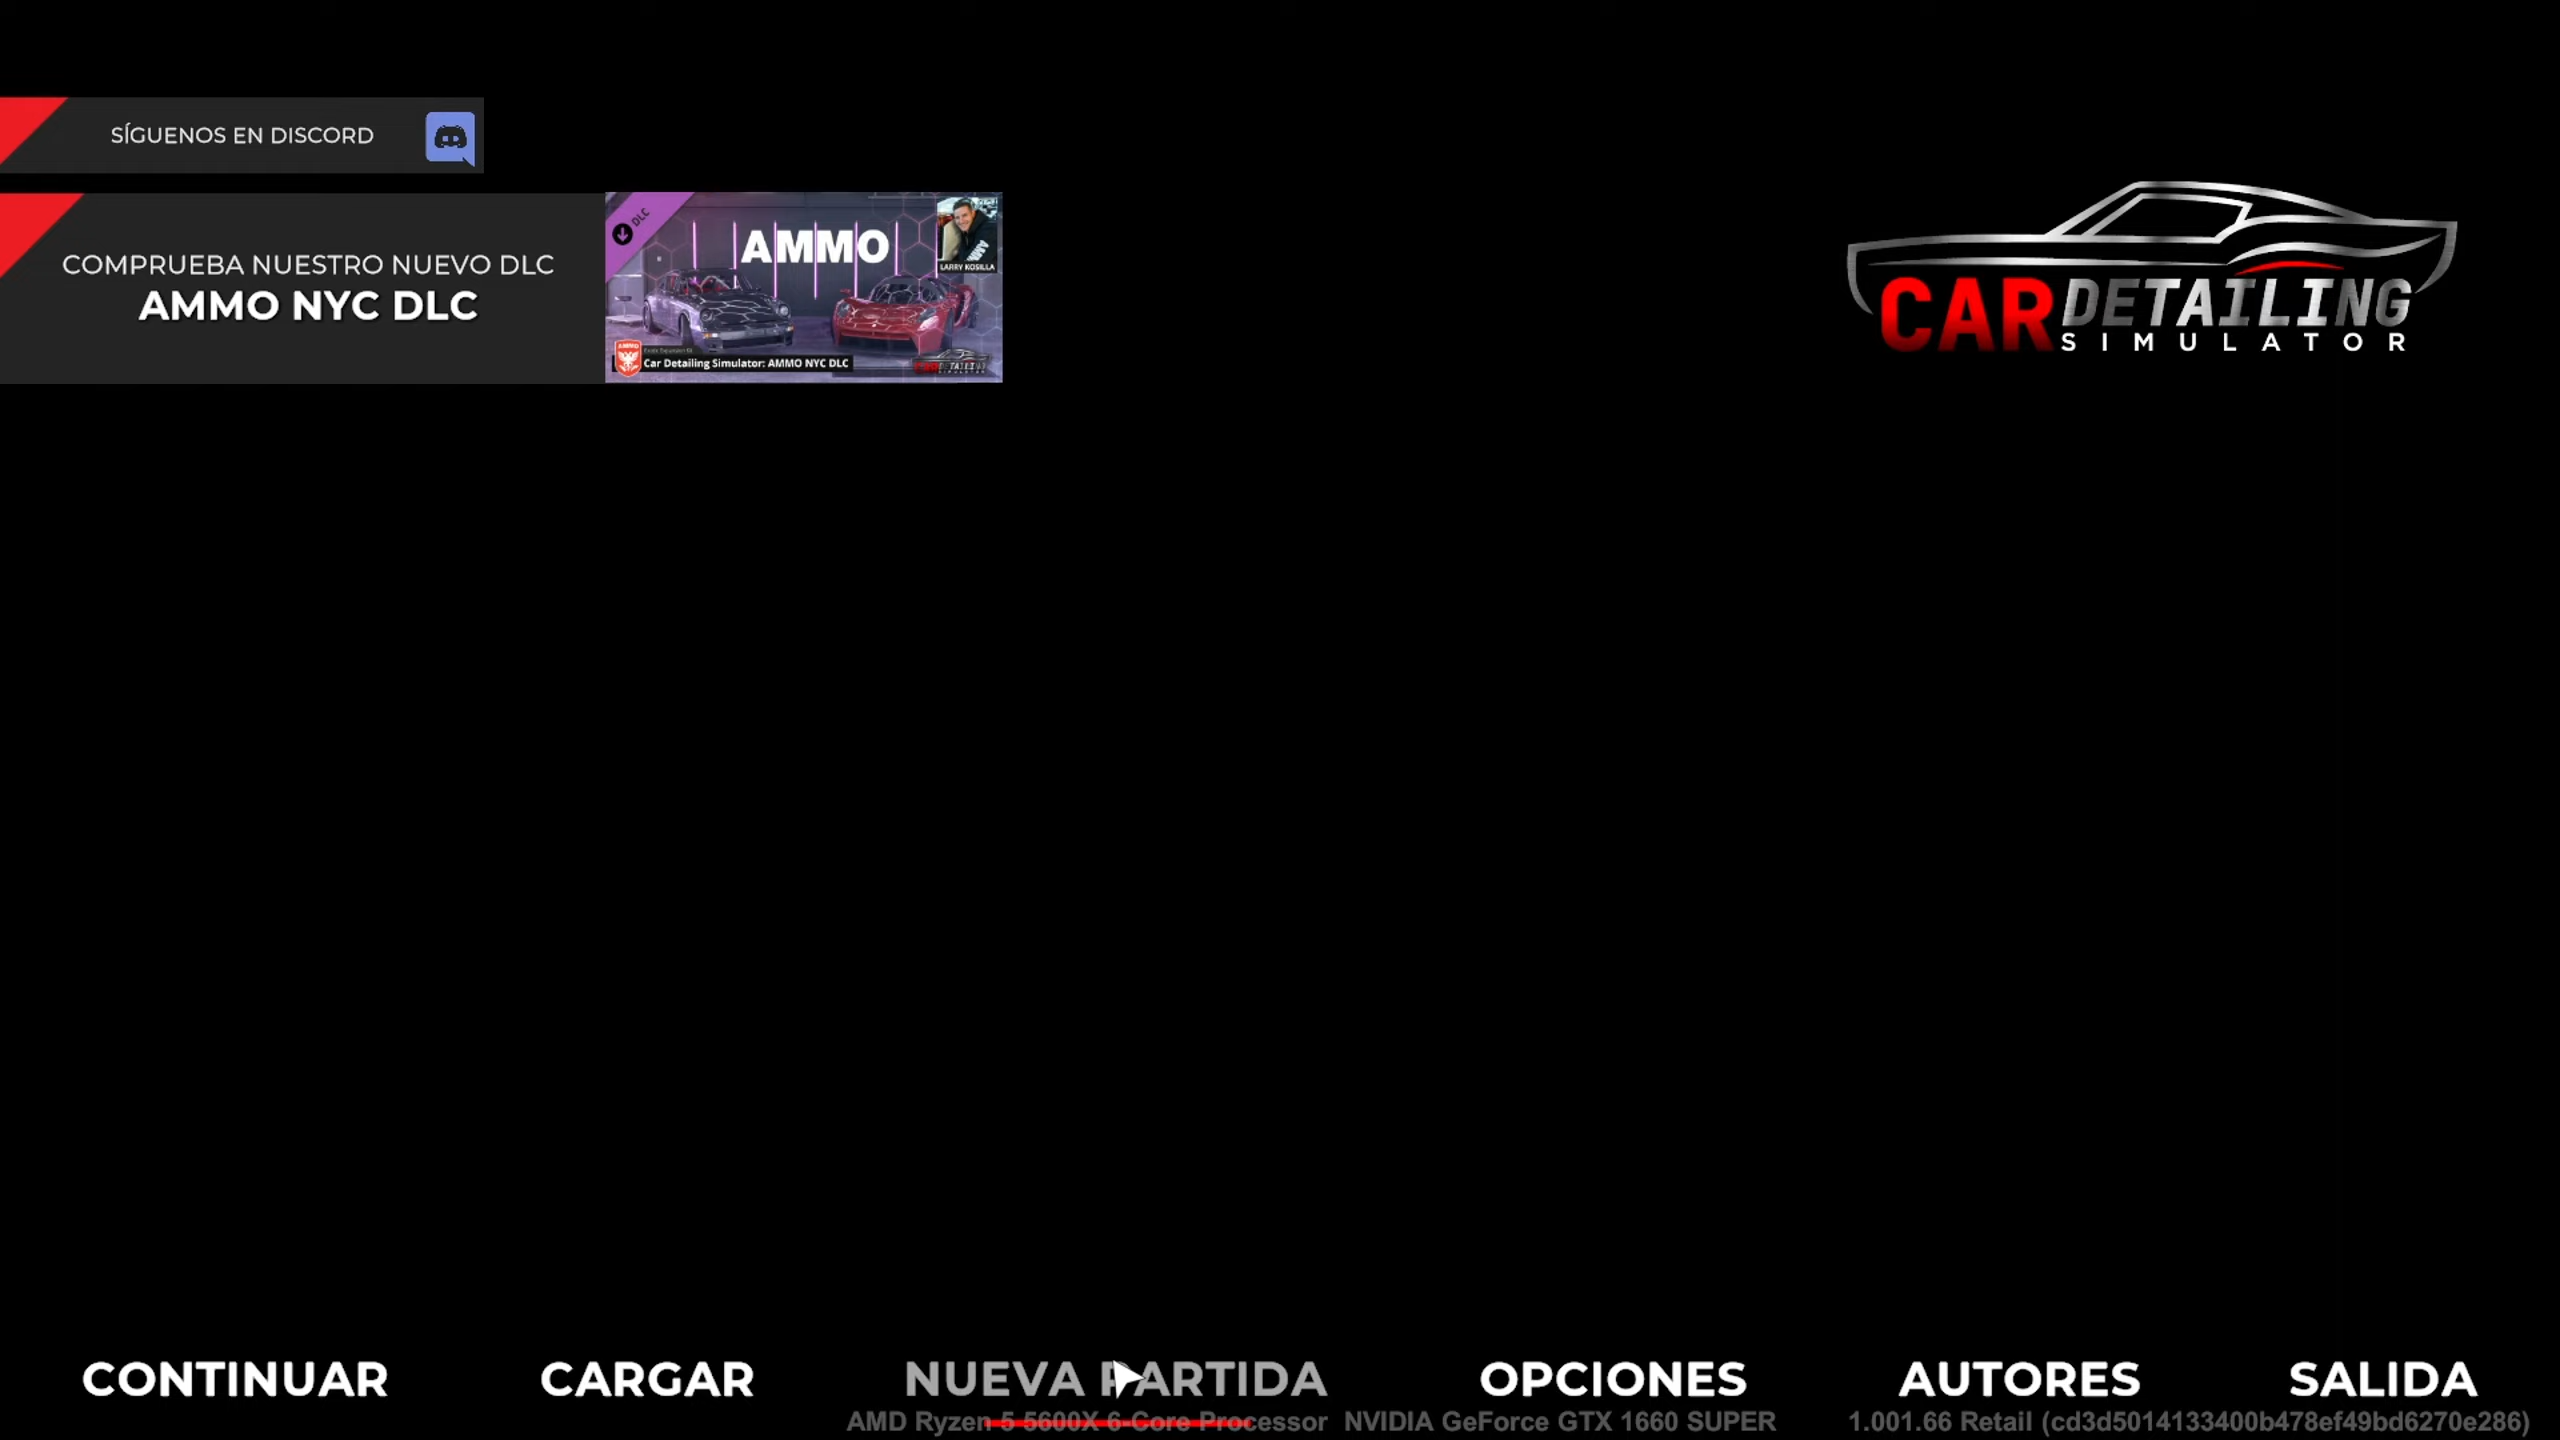 SÍGUENOS EN DISCORD
COMPRUEBA NUESTRO NUEVO DLC
AMMO NYC DLC
DLC
AMMO
LARRY KOSILLA
AMMO
Car Detailing Simulator: AMMO NYC DLC
CAR DETAILING
SIMULATOR
CONTINUAR
CARGAR
NUEVA PARTIDA
OPCIONES
AUTORES
SALIDA
AMD Ryzen 5 5600X 6-Core Processor NVIDIA GeForce GTX 1660 SUPER
1.001.66 Retail (cd3d5014133400b478ef49bd6270e286)